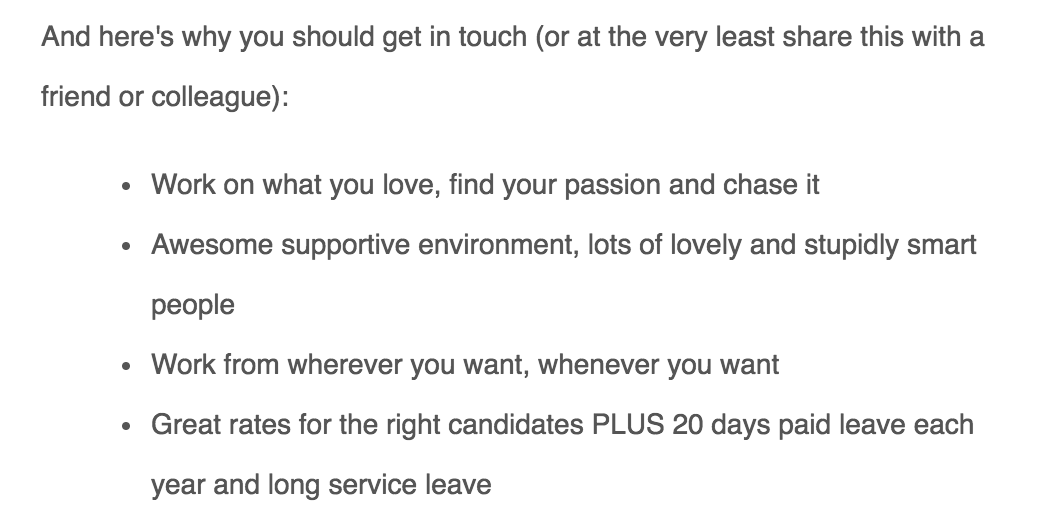 And here's why you should get in touch (or at the very least share this with a
friend or colleague):
• Work on what you love, find your passion and chase it
• Awesome supportive environment, lots of lovely and stupidly smart
people
• Work from wherever you want, whenever you want
• Great rates for the right candidates PLUS 20 days paid leave each
year and long service leave